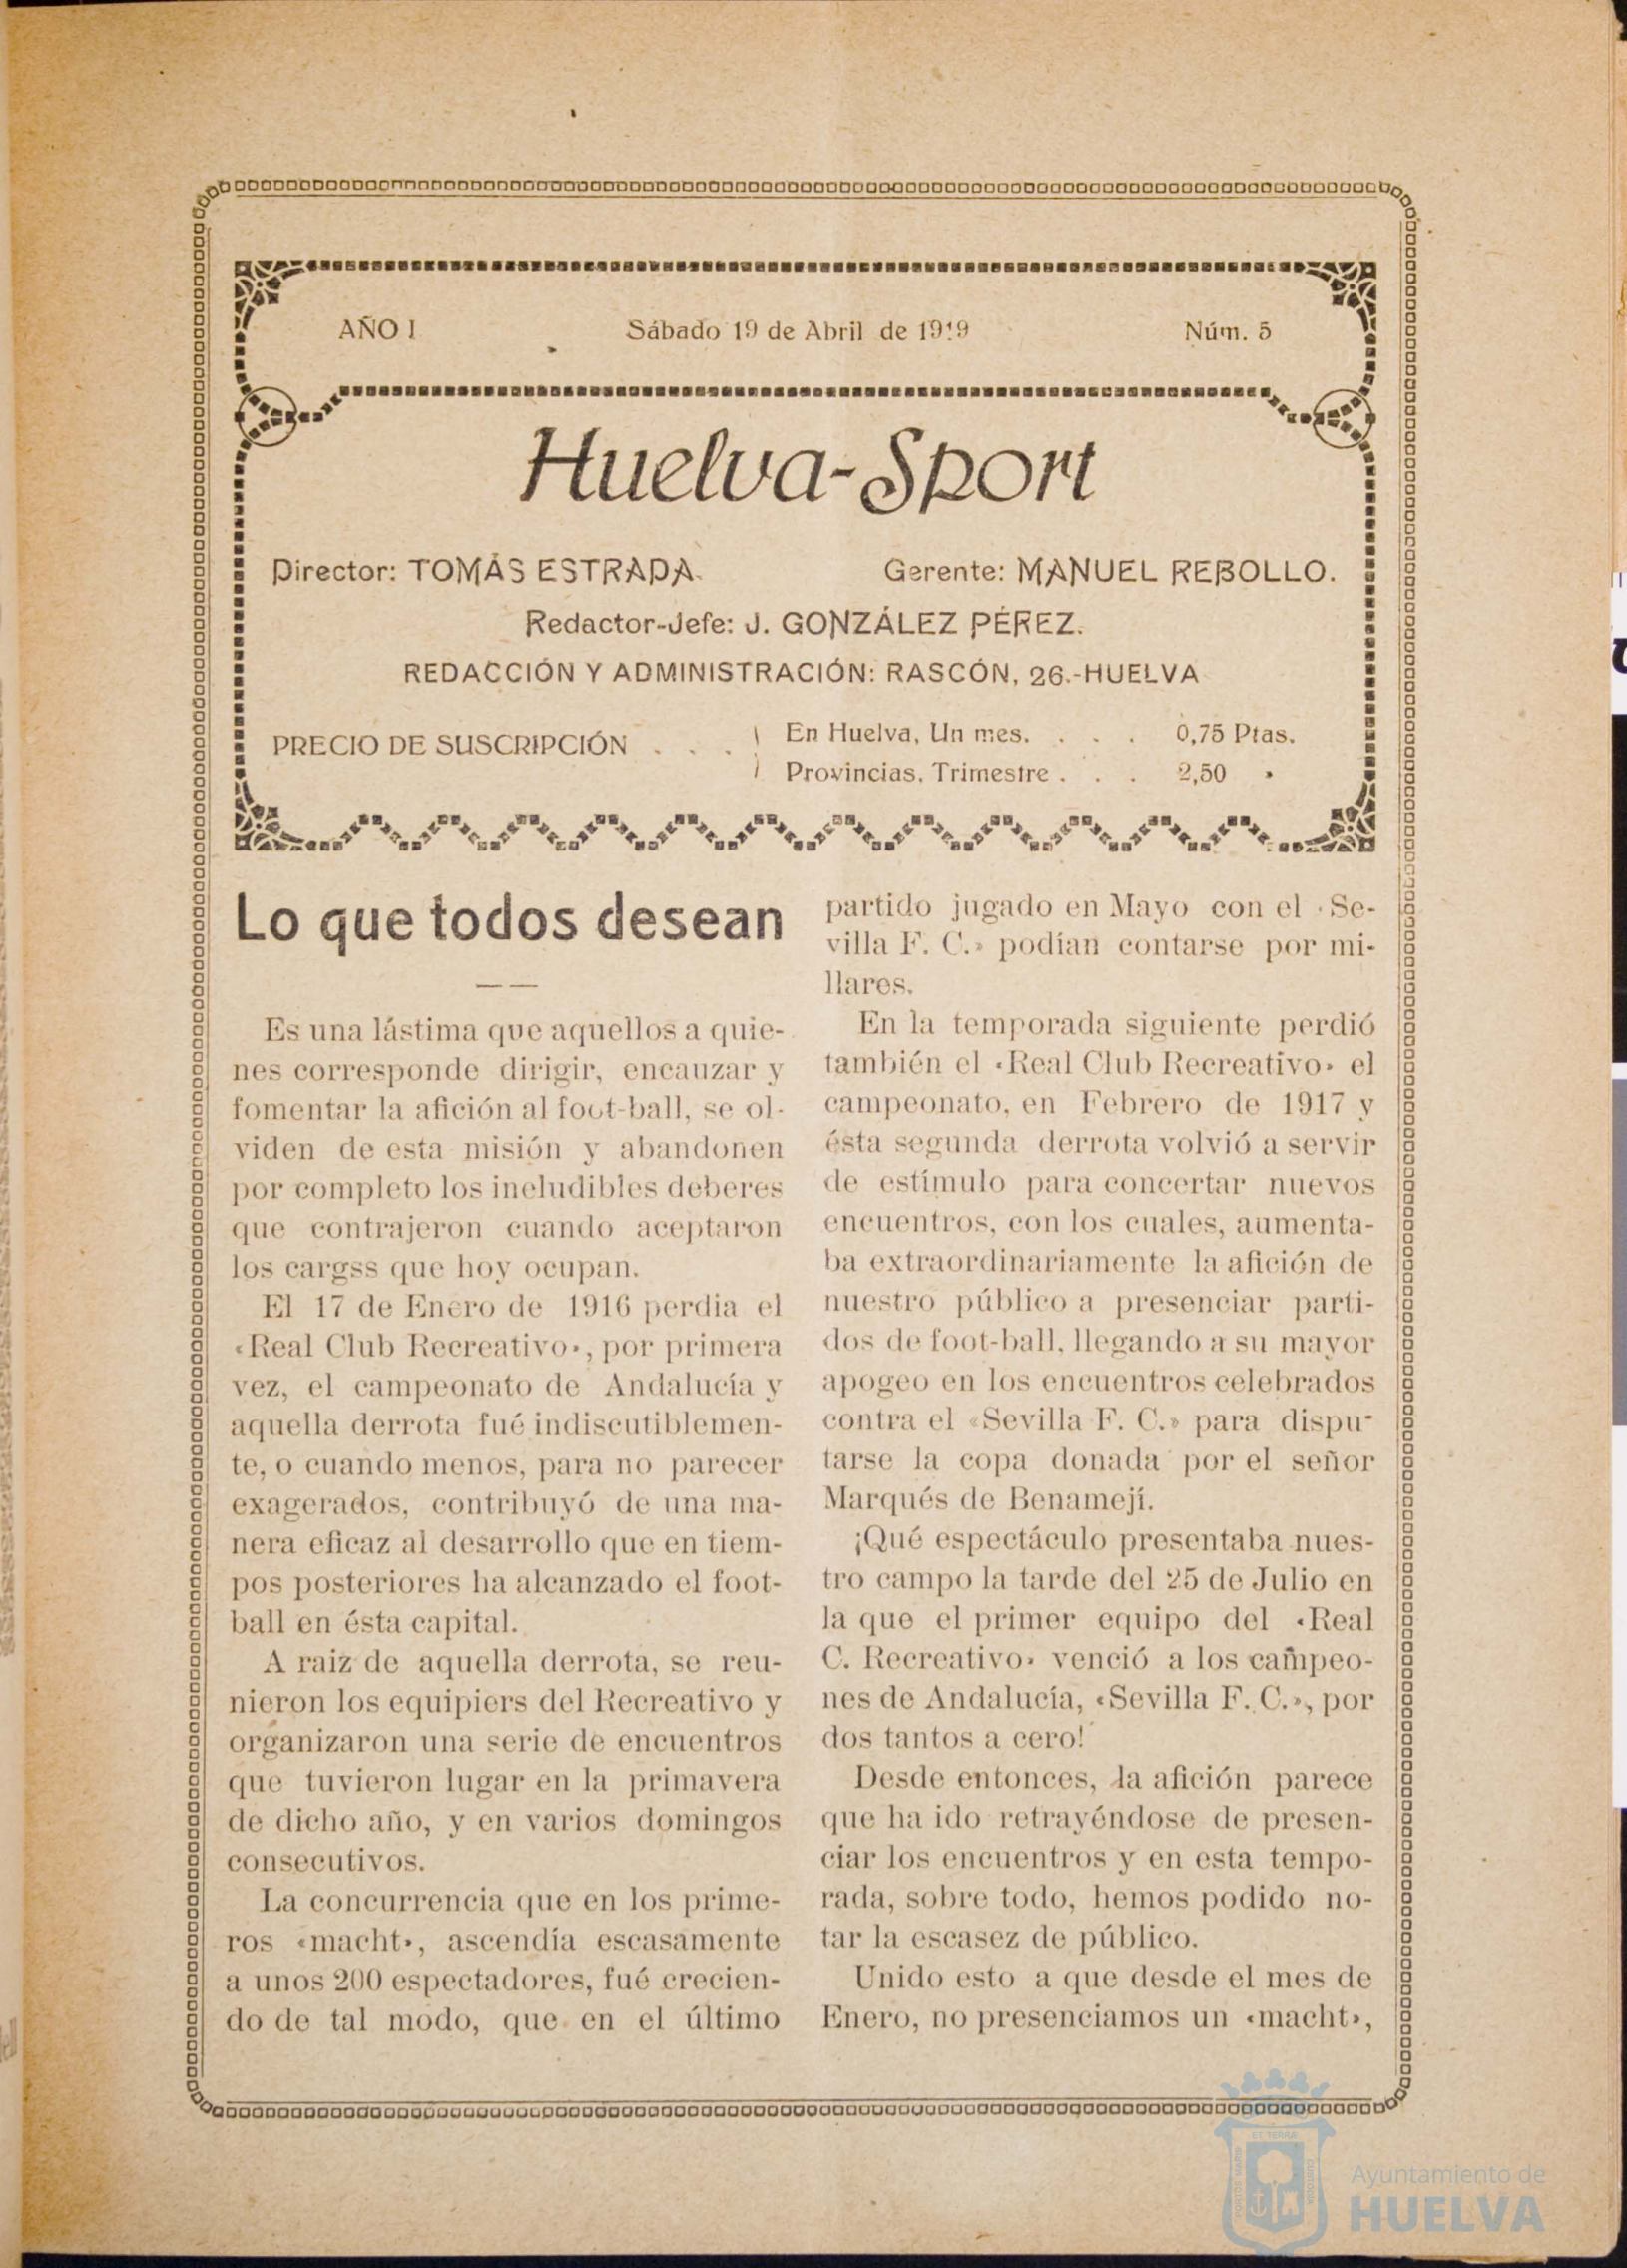 AÑO I
Sábado 19 de Abril de 1919
Núm. 5
Huelva-Sport
Director: TOMÁS ESTRADA.
Gerente: MANUEL REBOLLO.
Redactor-Jefe: J. GONZÁLEZ PÉREZ.
REDACCIÓN Y ADMINISTRACIÓN: RASCÓN, 26.-HUELVA
PRECIO DE SUSCRIPCIÓN . . .
En Huelva, Un mes. . . . 0,75 Ptas.
Provincias, Trimestre . . . 2,50 »
Lo que todos desean
Es una lástima que aquellos a quie-
nes corresponde dirigir, encauzar y
fomentar la afición al foot-ball, se ol-
viden de esta misión y abandonen
por completo los ineludibles deberes
que contrajeron cuando aceptaron
los cargss que hoy ocupan.
El 17 de Enero de 1916 perdia el
«Real Club Recreativo», por primera
vez, el campeonato de Andalucía y
aquella derrota fué indiscutiblemen-
te, o cuando menos, para no parecer
exagerados, contribuyó de una ma-
nera eficaz al desarrollo que en tiem-
pos posteriores ha alcanzado el foot-
ball en ésta capital.
A raiz de aquella derrota, se reu-
nieron los equipiers del Recreativo y
organizaron una serie de encuentros
que tuvieron lugar en la primavera
de dicho año, y en varios domingos
consecutivos.
La concurrencia que en los prime-
ros «macht», ascendía escasamente
a unos 200 espectadores, fué crecien-
do de tal modo, que en el último
partido jugado en Mayo con el «Se-
villa F. C.» podían contarse por mi-
llares.
En la temporada siguiente perdió
también el «Real Club Recreativo» el
campeonato, en Febrero de 1917 y
ésta segunda derrota volvió a servir
de estímulo para concertar nuevos
encuentros, con los cuales, aumenta-
ba extraordinariamente la afición de
nuestro público a presenciar parti-
dos de foot-ball, llegando a su mayor
apogeo en los encuentros celebrados
contra el «Sevilla F. C.» para dispu-
tarse la copa donada por el señor
Marqués de Benamejí.
¡Qué espectáculo presentaba nues-
tro campo la tarde del 25 de Julio en
la que el primer equipo del «Real
C. Recreativo» venció a los campeo-
nes de Andalucía, «Sevilla F. C.», por
dos tantos a cero!
Desde entonces, la afición parece
que ha ido retrayéndose de presen-
ciar los encuentros y en esta tempo-
rada, sobre todo, hemos podido no-
tar la escasez de público.
Unido esto a que desde el mes de
Enero, no presenciamos un «macht»,
Ayuntamiento de
HUELVA